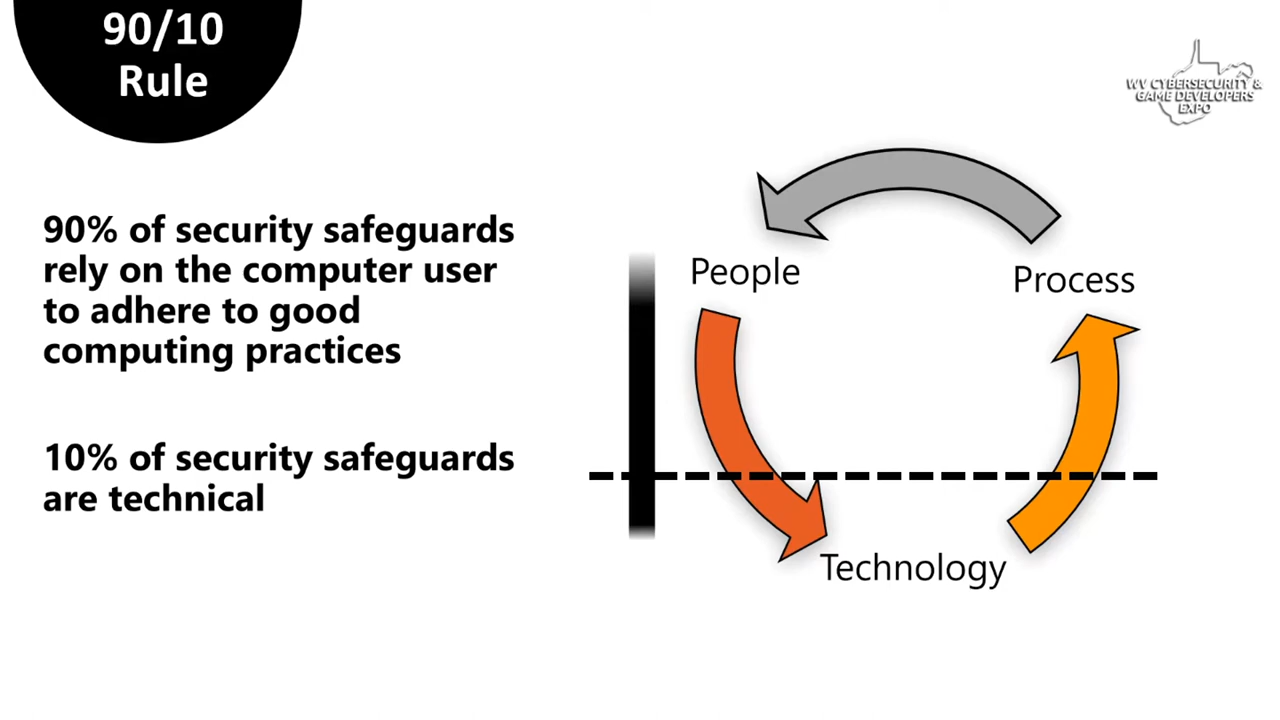 90/10
Rule
WV CYBERSECURITY &
GAME DEVELOPERS
EXPO
90% of security safeguards
rely on the computer user
to adhere to good
computing practices
10% of security safeguards
are technical
People
Process
Technology